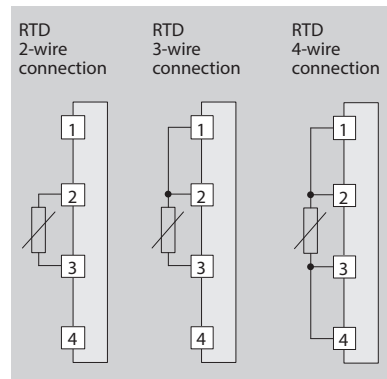 RTD
2-wire
connection
RTD
3-wire
connection
RTD
4-wire
connection
1
2
3
4
1
2
3
4
1
2
3
4